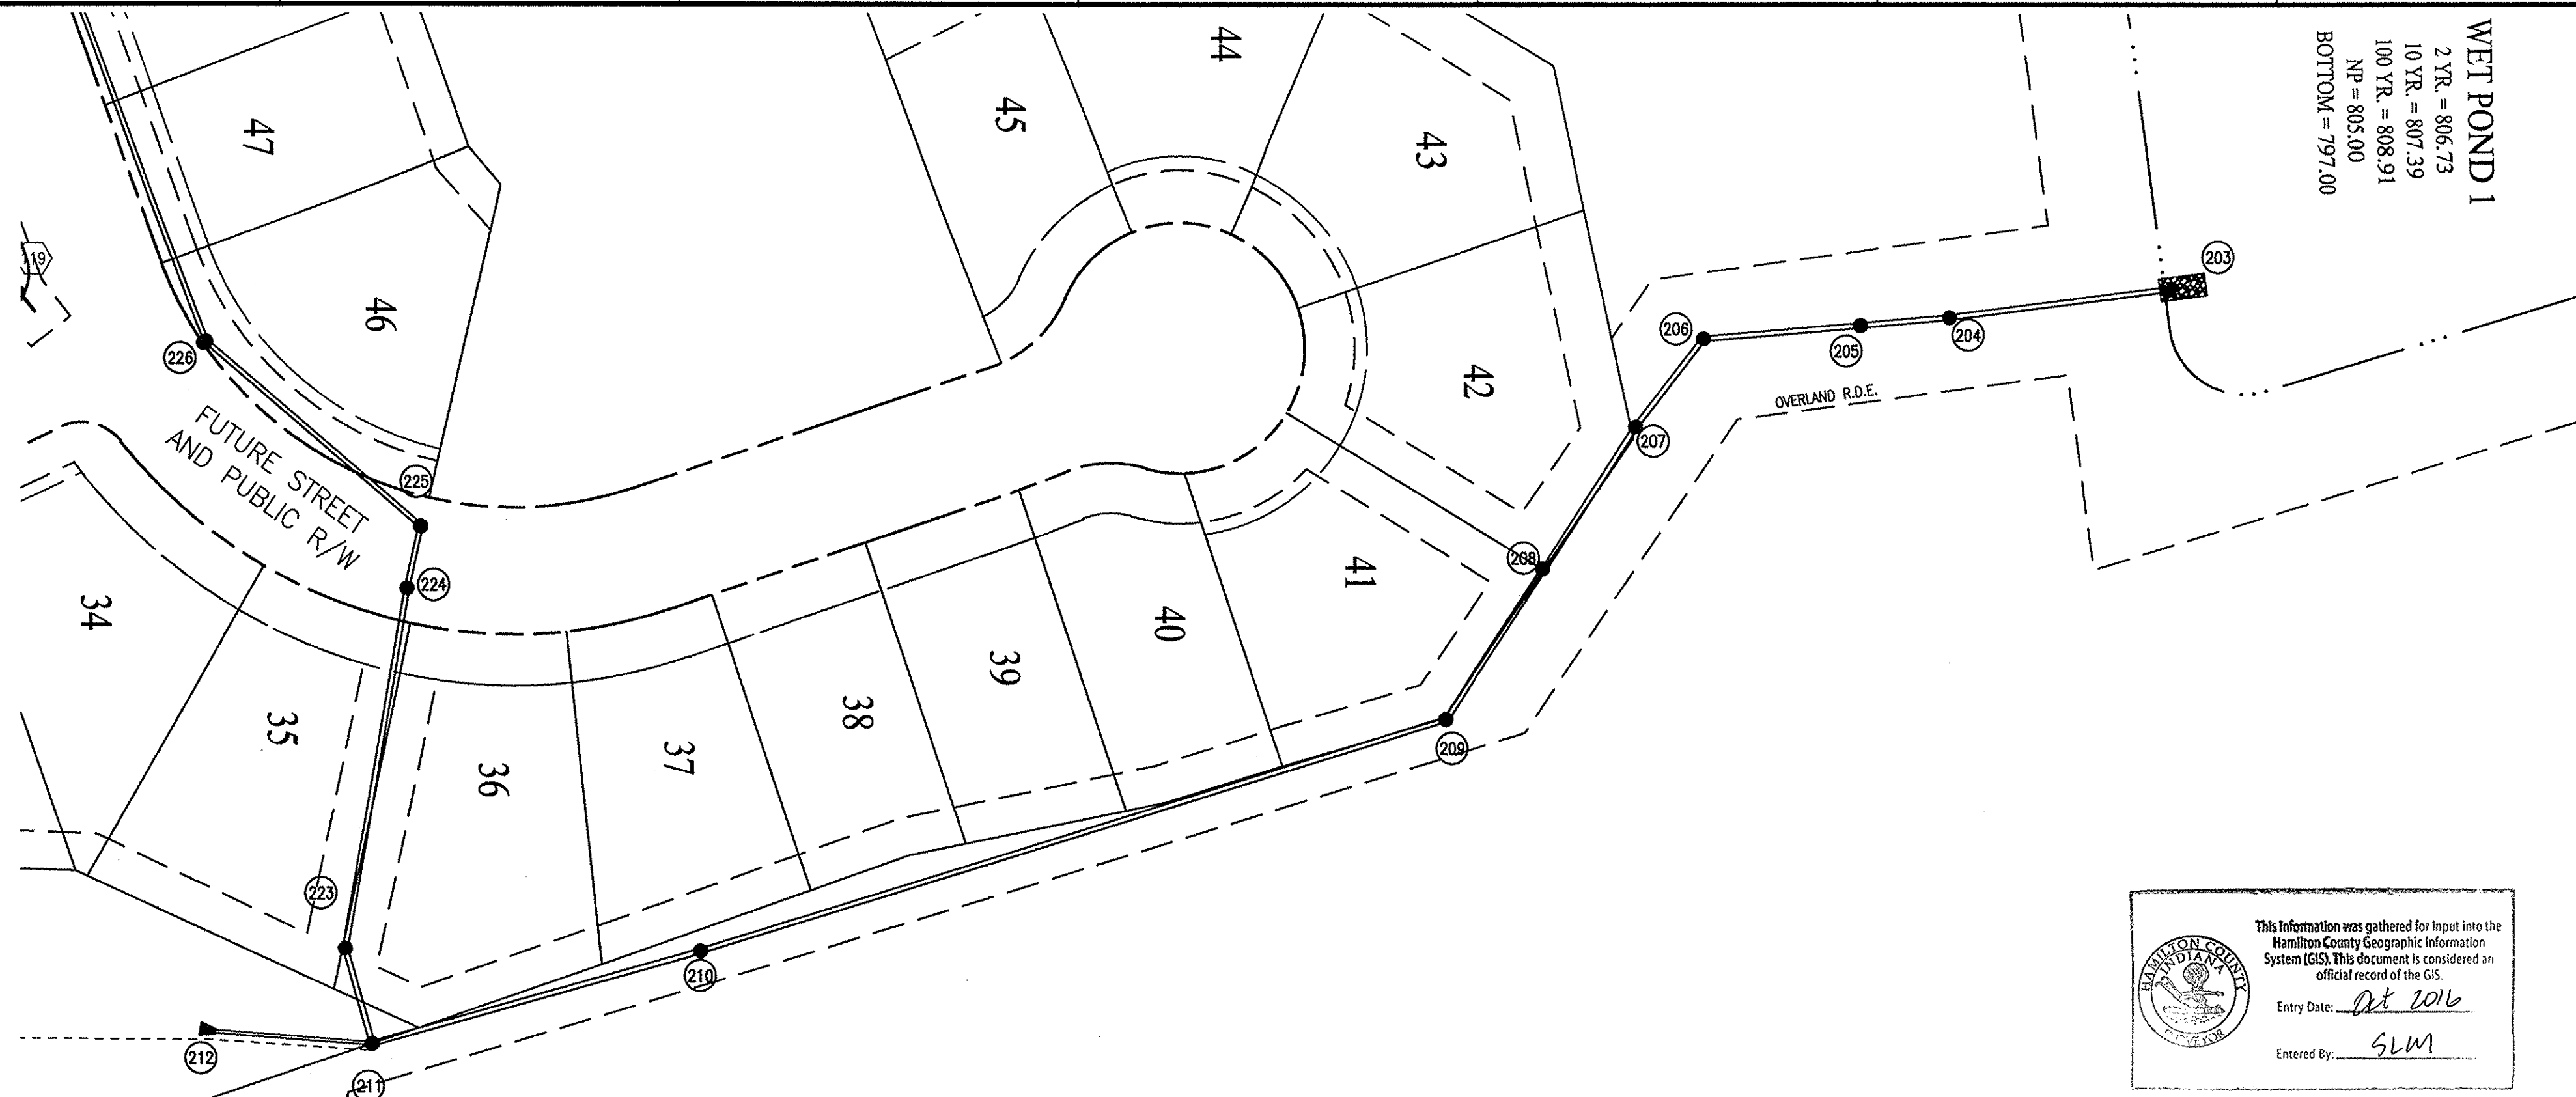 WET POND 1
2 YR. = 806.73
10 YR. = 807.39
100 YR. = 808.91
NP = 805.00
BOTTOM = 797.00
44
45
43
47
46
42
203
206
205
204
OVERLAND R.D.E.
207
208
119
226
FUTURE STREET
AND PUBLIC R/W
225
224
34
35
36
37
38
39
40
41
209
210
223
212
211
HAMILTON COUNTY
INDIANA
SURVEYOR
This information was gathered for input into the
Hamilton County Geographic Information
System (GIS). This document is considered an
official record of the GIS.
Entry Date: Oct 2016
Entered By: SLM